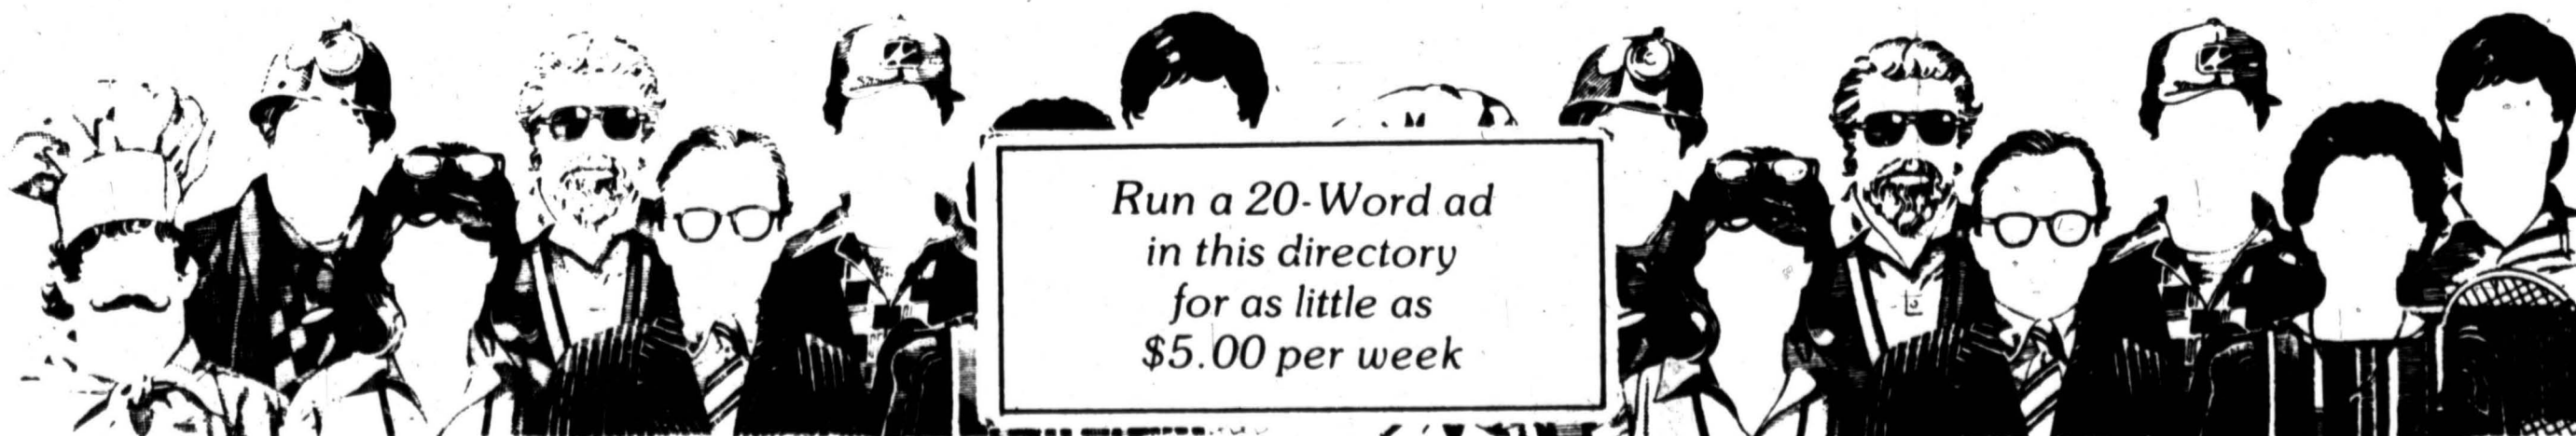 Run a 20-Word ad
in this directory
for as little as
$5.00 per week